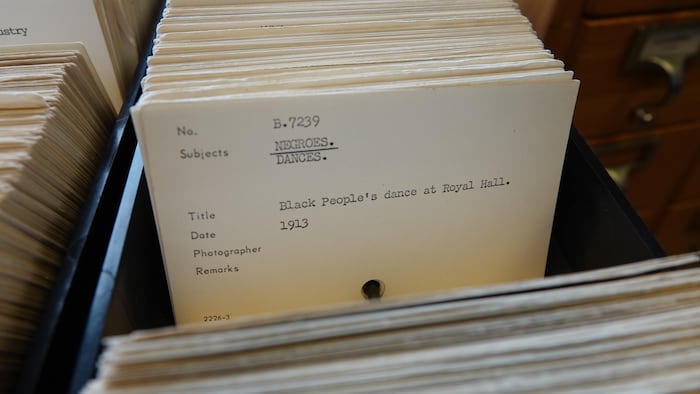 ustry
No. B.7239
Subjects NEGROES.
DANCES.
Title Black People's dance at Royal Hall.
Date 1913
Photographer
Remarks
2226-3